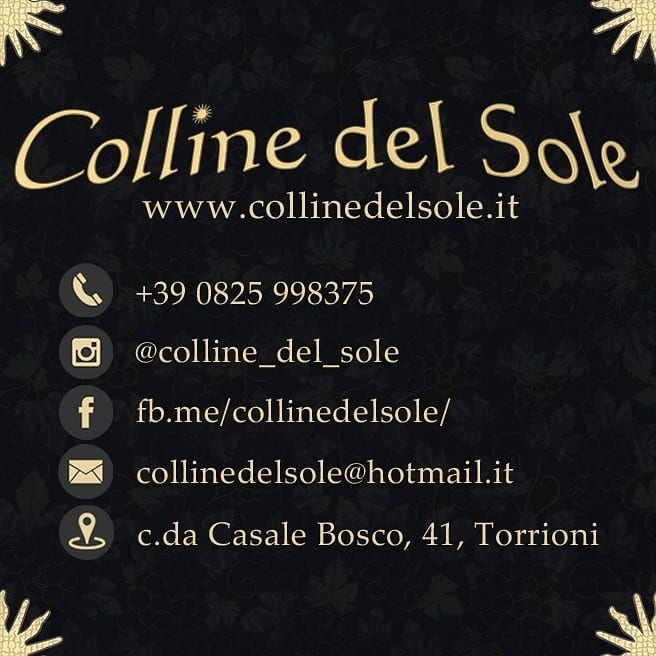 Colline del Sole
www.collinedelsole.it
+39 0825 998375
@colline_del_sole
fb.me/collinedelsole/
collinedelsole@hotmail.it
c.da Casale Bosco, 41, Torrioni